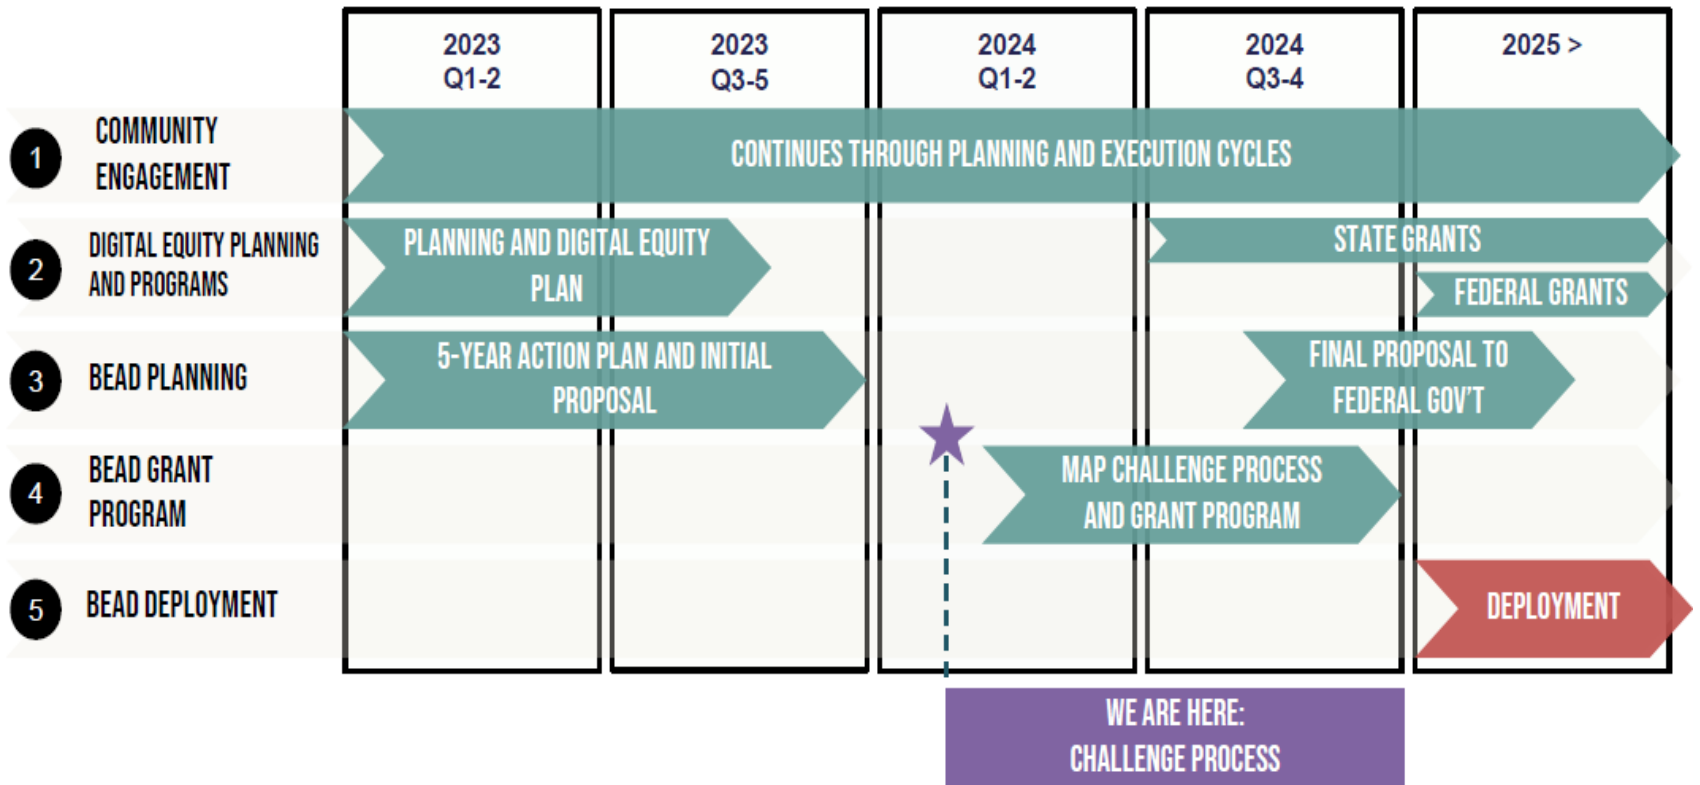 2023
Q1-2
2023
Q3-5
2024
Q1-2
2024
Q3-4
2025 >
1
COMMUNITY
ENGAGEMENT
CONTINUES THROUGH PLANNING AND EXECUTION CYCLES
2
DIGITAL EQUITY PLANNING
AND PROGRAMS
PLANNING AND DIGITAL EQUITY
PLAN
STATE GRANTS
FEDERAL GRANTS
3
BEAD PLANNING
5-YEAR ACTION PLAN AND INITIAL
PROPOSAL
FINAL PROPOSAL TO
FEDERAL GOV'T
4
BEAD GRANT
PROGRAM
MAP CHALLENGE PROCESS
AND GRANT PROGRAM
5
BEAD DEPLOYMENT
DEPLOYMENT
WE ARE HERE:
CHALLENGE PROCESS